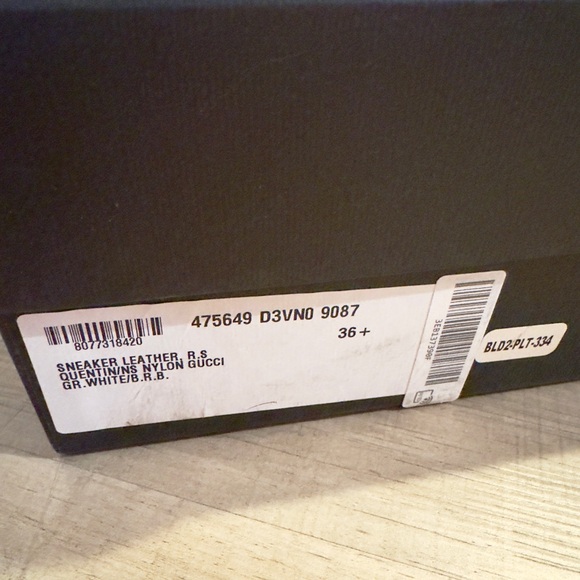 475649 D3VN0 9087
36+
8077318420
SNEAKER LEATHER, R.S
QUENTIN/NS NYLON GUCCI
GR.WHITE/B.R.B.
BLD2-PLT-334